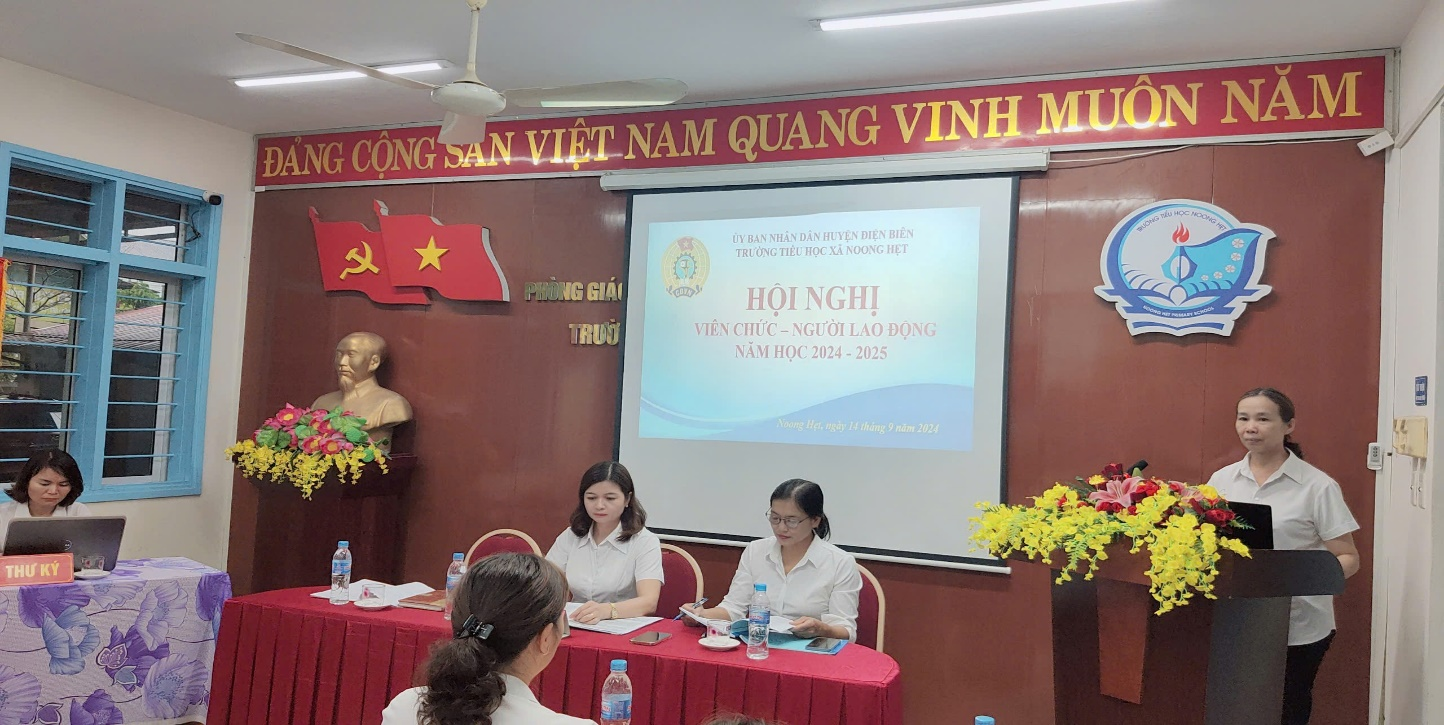 ĐẢNG CỘNG SẢN VIỆT NAM QUANG VINH MUÔN NĂM
ỦY BAN NHÂN DÂN HUYỆN ĐIỆN BIÊN
TRƯỜNG TIỂU HỌC XÃ NOONG HẸT
HỘI NGHỊ
VIÊN CHỨC – NGƯỜI LAO ĐỘNG
NĂM HỌC 2024 - 2025
Noong Hẹt, ngày 14 tháng 9 năm 2024
PHÒNG GIÁO
TRƯỜ
TRƯỜNG TIỂU HỌC NOONG HẸT
NOONG HET PRIMARY SCHOOL
THƯ KÝ